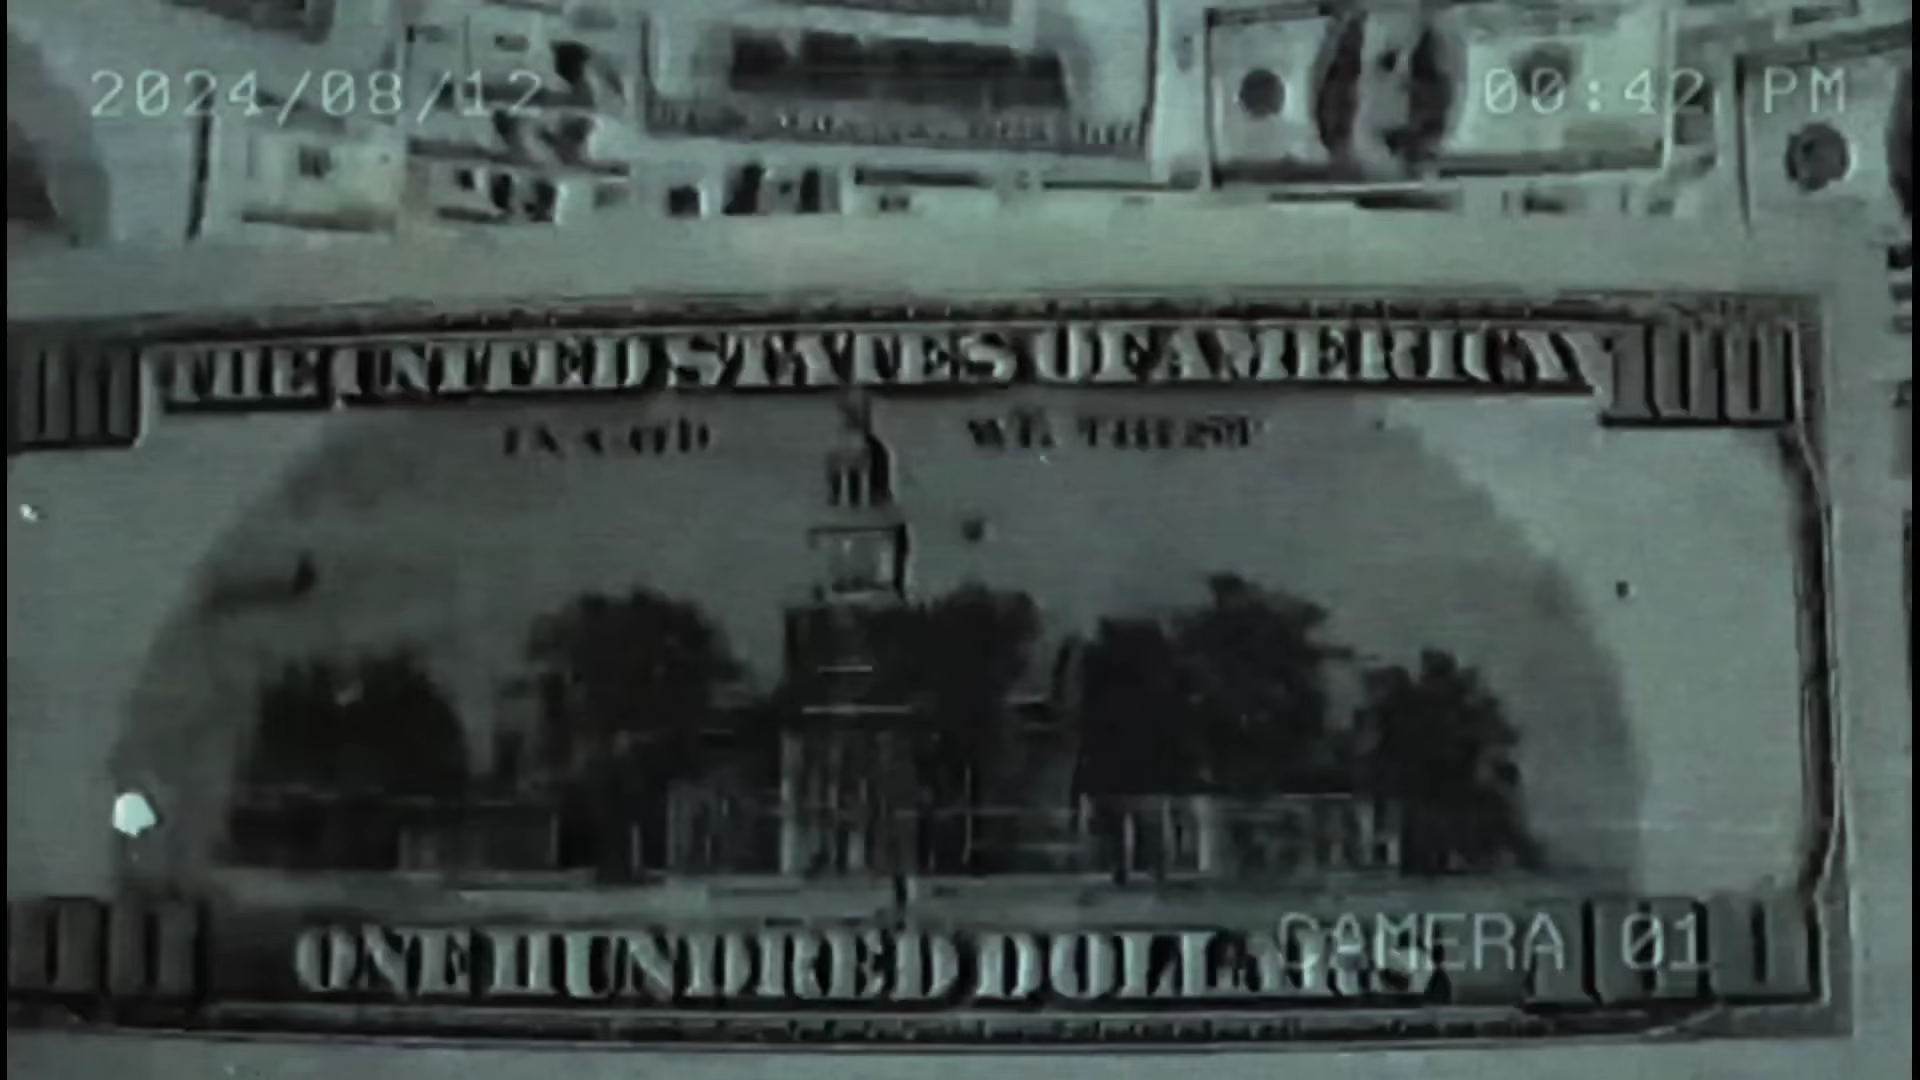 2024/08/12 00:42 PM
THE UNITED STATES OF AMERICA 100
IN GOD WE TRUST
ONE HUNDRED DOLLARS
CAMERA 01